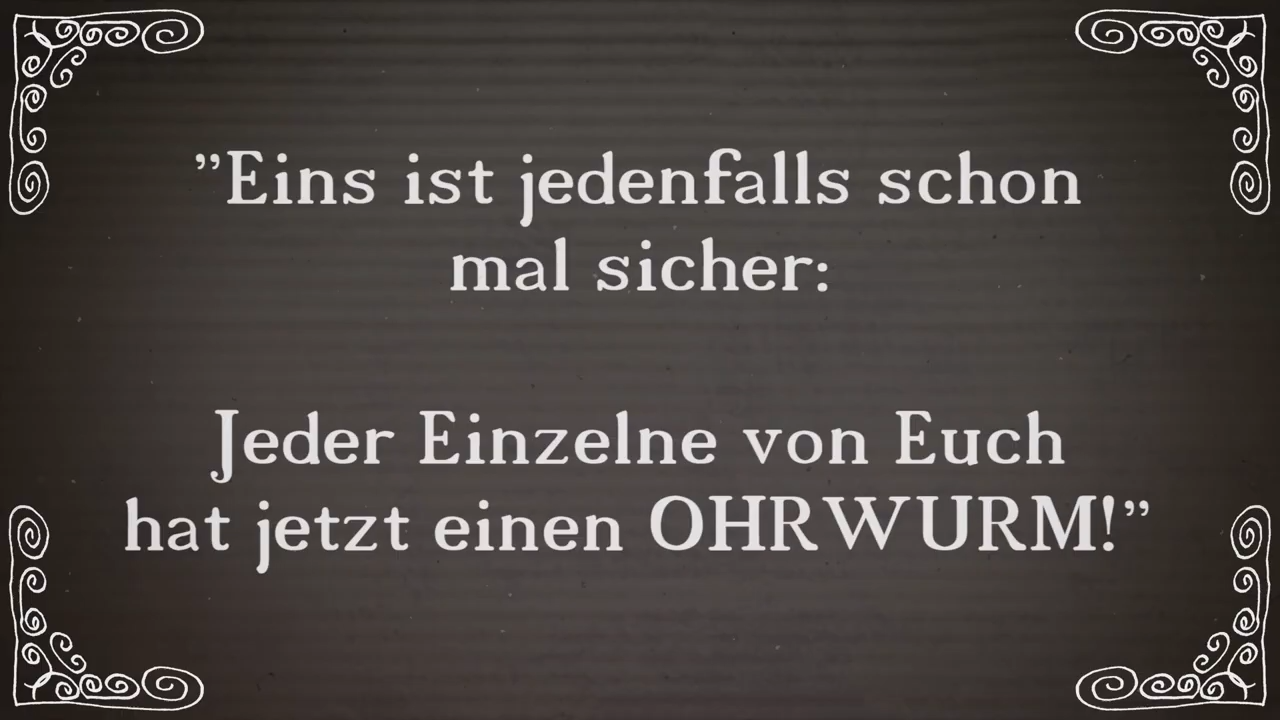 ”Eins ist jedenfalls schon
mal sicher:
Jeder Einzelne von Euch
hat jetzt einen OHRWURM!”